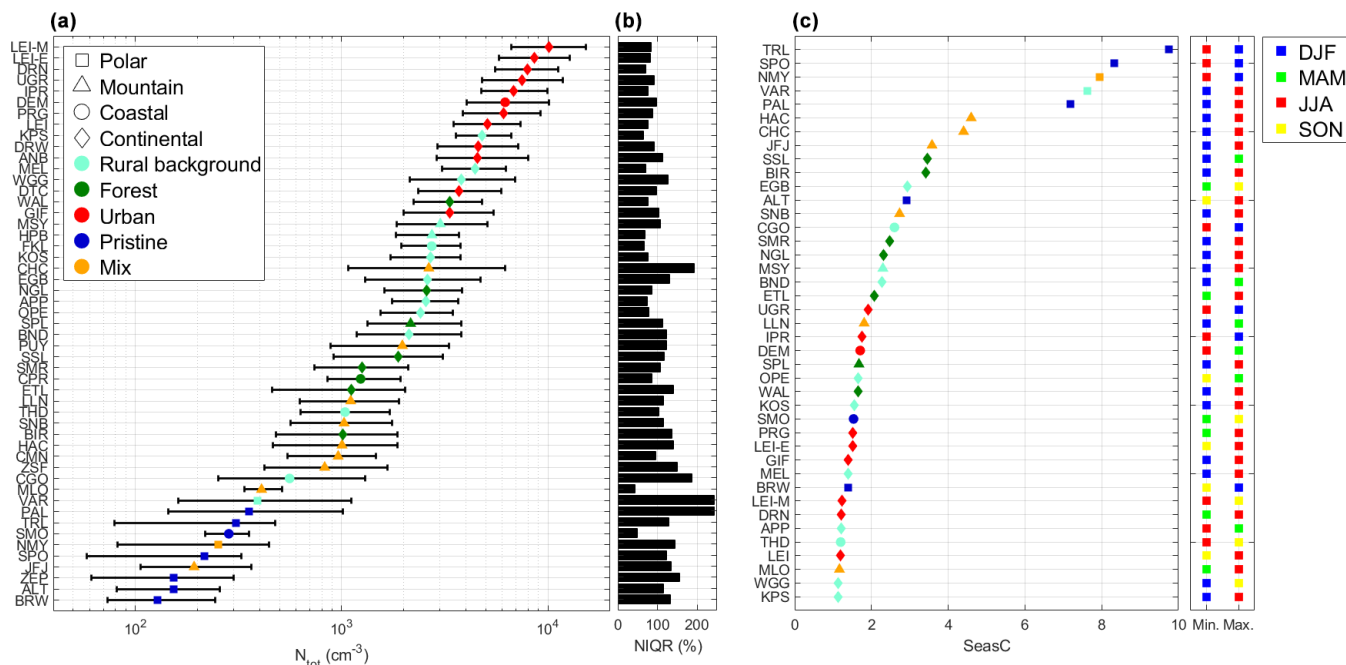 (a)
LEI-M
LEI-E
DRN
UGR
IPR
DEM
PRG
LEI
KPS
DRW
ANB
MEL
WGG
DTC
WAL
GIF
MSY
HPB
FKL
KOS
CHC
EGB
NGL
APP
OPE
SPL
BND
PUY
SSL
SMR
CPR
ETL
LLN
THD
SNB
BIR
HAC
CMN
ZSF
CGO
MLO
VAR
PAL
TRL
SMO
NMY
SPO
JFJ
ZEP
ALT
BRW
Polar
Mountain
Coastal
Continental
Rural background
Forest
Urban
Pristine
Mix
10² 10³ 10⁴
N_tot (cm⁻³)
(b)
0 100 200
NIQR (%)
(c)
TRL
SPO
NMY
VAR
PAL
HAC
CHC
JFJ
SSL
BIR
EGB
ALT
SNB
CGO
SMR
NGL
MSY
BND
ETL
UGR
LLN
IPR
DEM
SPL
OPE
WAL
KOS
SMO
PRG
LEI-E
GIF
MEL
BRW
LEI-M
DRN
APP
THD
LEI
MLO
WGG
KPS
0 2 4 6 8 10
SeasC
Min. Max.
DJF
MAM
JJA
SON